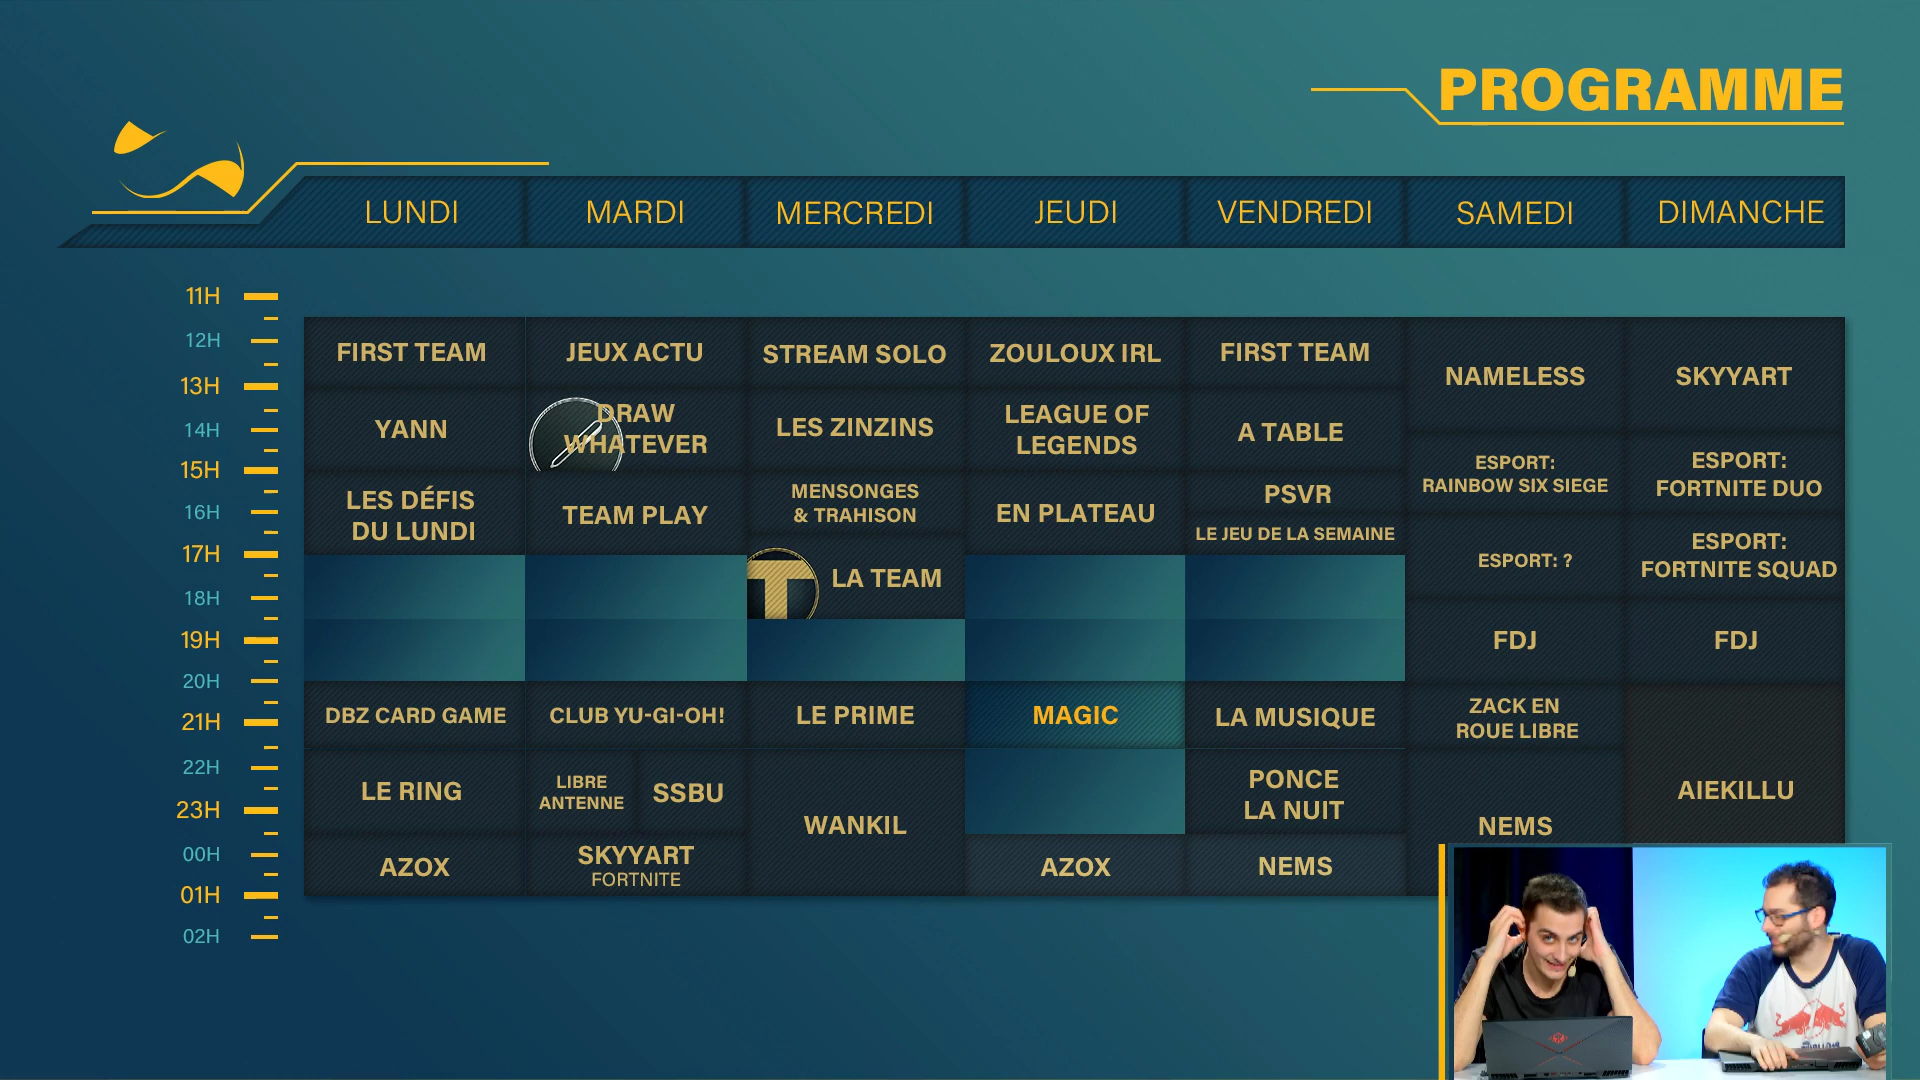 PROGRAMME
LUNDI MARDI MERCREDI JEUDI VENDREDI SAMEDI DIMANCHE
11H
12H
13H
14H
15H
16H
17H
18H
19H
20H
21H
22H
23H
00H
01H
02H
FIRST TEAM
YANN
LES DÉFIS
DU LUNDI
DBZ CARD GAME
LE RING
AZOX
JEUX ACTU
DRAW
WHATEVER
TEAM PLAY
CLUB YU-GI-OH!
LIBRE
ANTENNE
SSBU
SKYYART
FORTNITE
STREAM SOLO
LES ZINZINS
MENSONGES
& TRAHISON
T
LA TEAM
LE PRIME
WANKIL
ZOULOUX IRL
LEAGUE OF
LEGENDS
EN PLATEAU
MAGIC
AZOX
FIRST TEAM
A TABLE
PSVR
LE JEU DE LA SEMAINE
LA MUSIQUE
PONCE
LA NUIT
NEMS
NAMELESS
ESPORT:
RAINBOW SIX SIEGE
ESPORT: ?
FDJ
ZACK EN
ROUE LIBRE
NEMS
SKYYART
ESPORT:
FORTNITE DUO
ESPORT:
FORTNITE SQUAD
FDJ
AIEKILLU